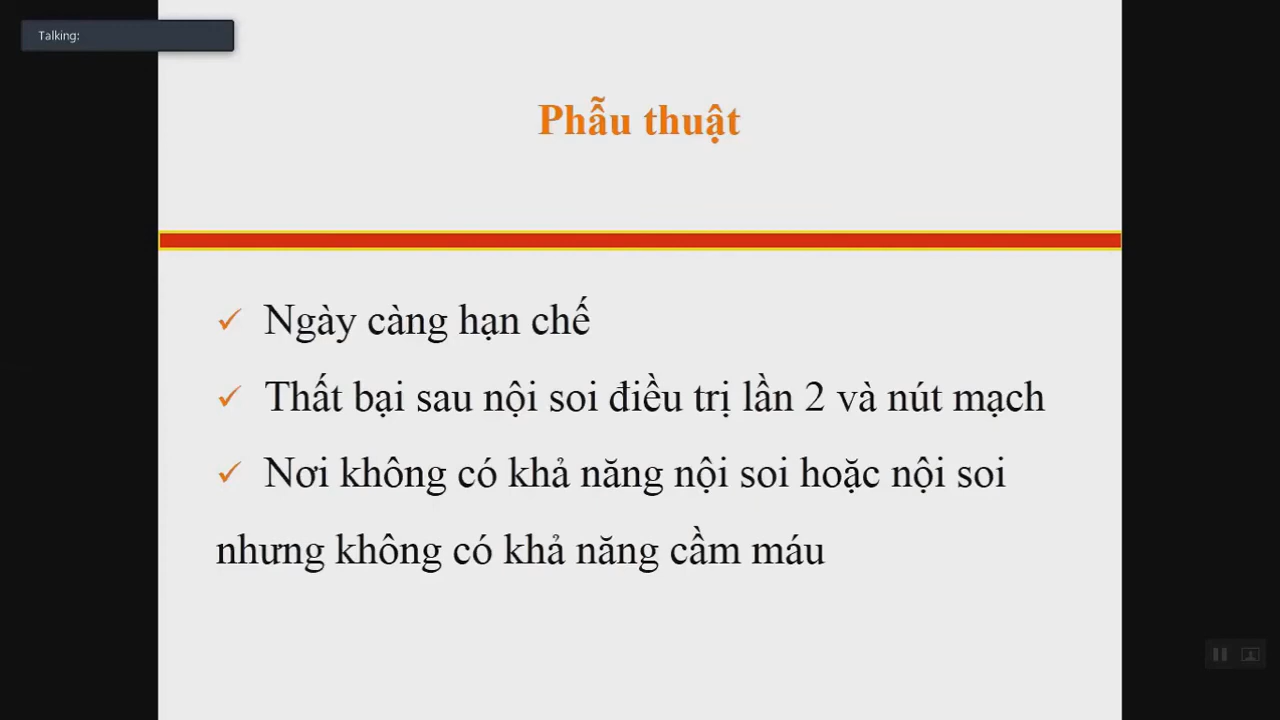 Talking:
Phẫu thuật
✓ Ngày càng hạn chế
✓ Thất bại sau nội soi điều trị lần 2 và nút mạch
✓ Nơi không có khả năng nội soi hoặc nội soi
nhưng không có khả năng cầm máu